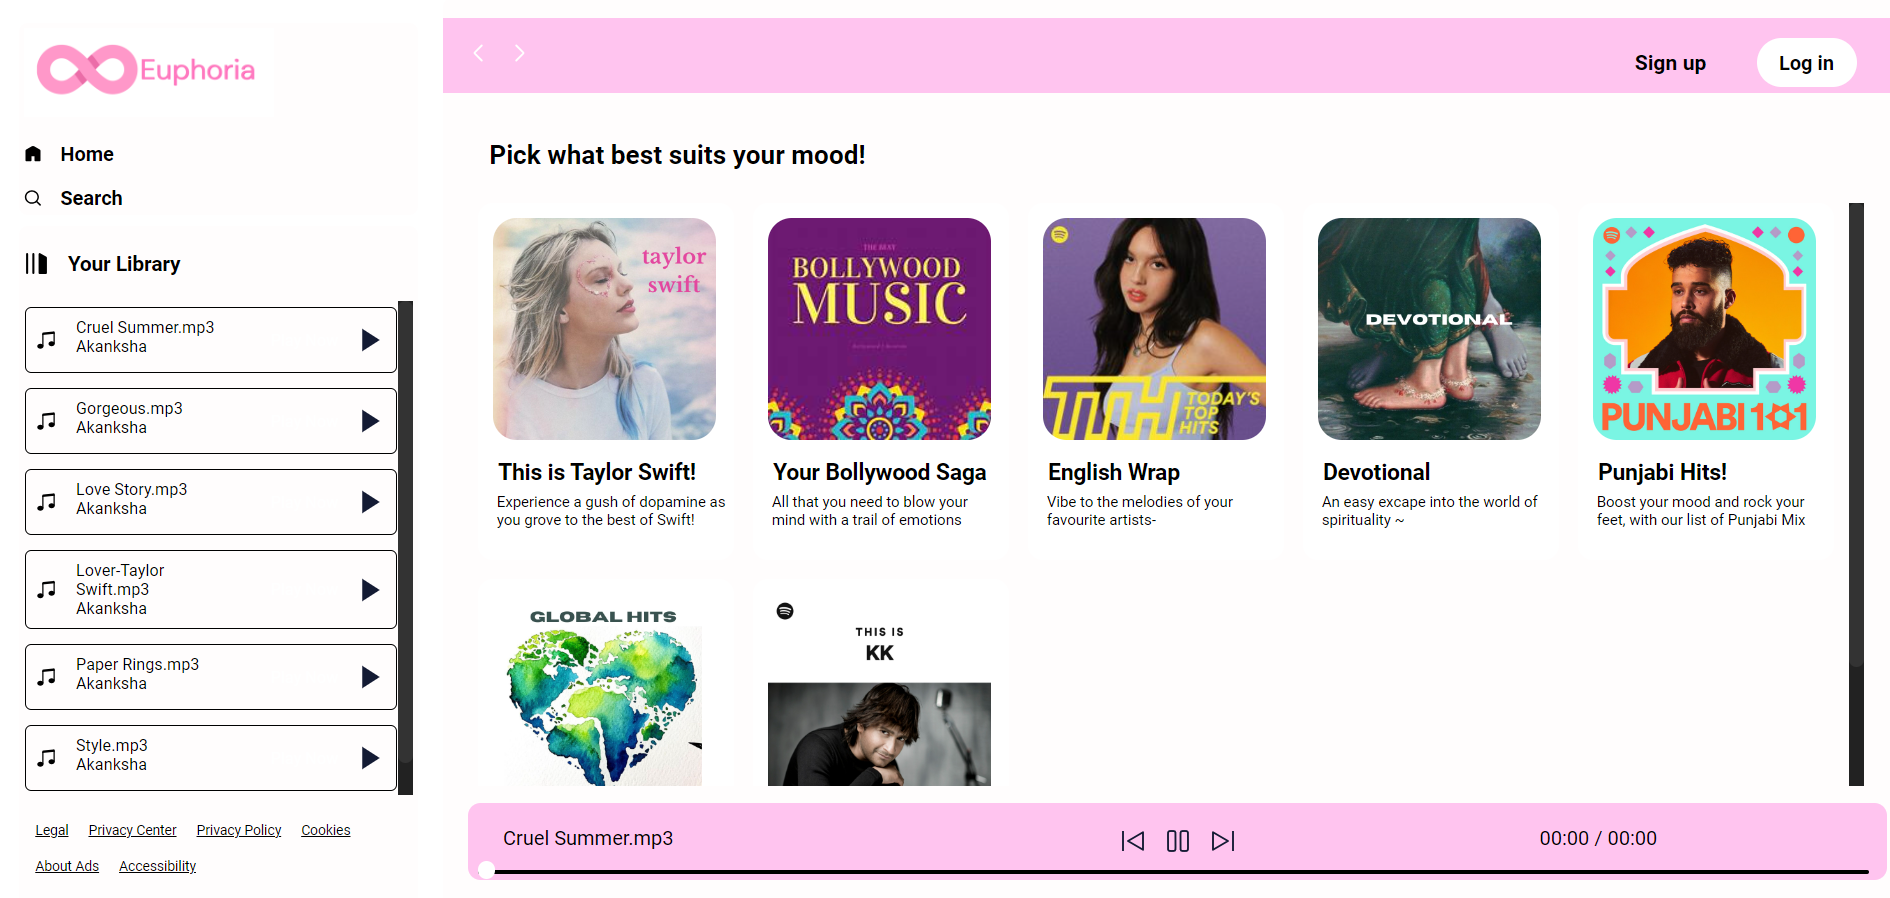 Euphoria
Home
Search
Your Library
Cruel Summer.mp3
Akanksha
Gorgeous.mp3
Akanksha
Love Story.mp3
Akanksha
Lover-Taylor
Swift.mp3
Akanksha
Paper Rings.mp3
Akanksha
Style.mp3
Akanksha
Legal Privacy Center Privacy Policy Cookies
About Ads Accessibility
Sign up Log in
Pick what best suits your mood!
taylor
swift
This is Taylor Swift!
Experience a gush of dopamine as
you grove to the best of Swift!
THE BEST
BOLLYWOOD
MUSIC
Your Bollywood Saga
All that you need to blow your
mind with a trail of emotions
TTH TODAY'S
TOP
HITS
English Wrap
Vibe to the melodies of your
favourite artists-
DEVOTIONAL
Devotional
An easy excape into the world of
spirituality ~
PUNJABI 101
Punjabi Hits!
Boost your mood and rock your
feet, with our list of Punjabi Mix
GLOBAL HITS
THIS IS
KK
Cruel Summer.mp3
00:00 / 00:00